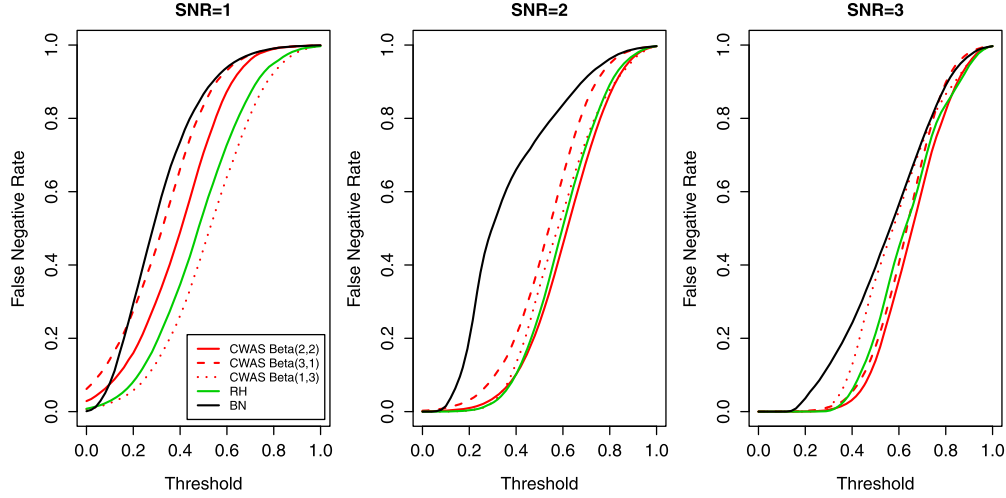 SNR=1
False Negative Rate
1.0
0.8
0.6
0.4
0.2
0.0
CWAS Beta(2,2)
CWAS Beta(3,1)
CWAS Beta(1,3)
RH
BN
0.0 0.2 0.4 0.6 0.8 1.0
Threshold
SNR=2
False Negative Rate
1.0
0.8
0.6
0.4
0.2
0.0
0.0 0.2 0.4 0.6 0.8 1.0
Threshold
SNR=3
False Negative Rate
1.0
0.8
0.6
0.4
0.2
0.0
0.0 0.2 0.4 0.6 0.8 1.0
Threshold